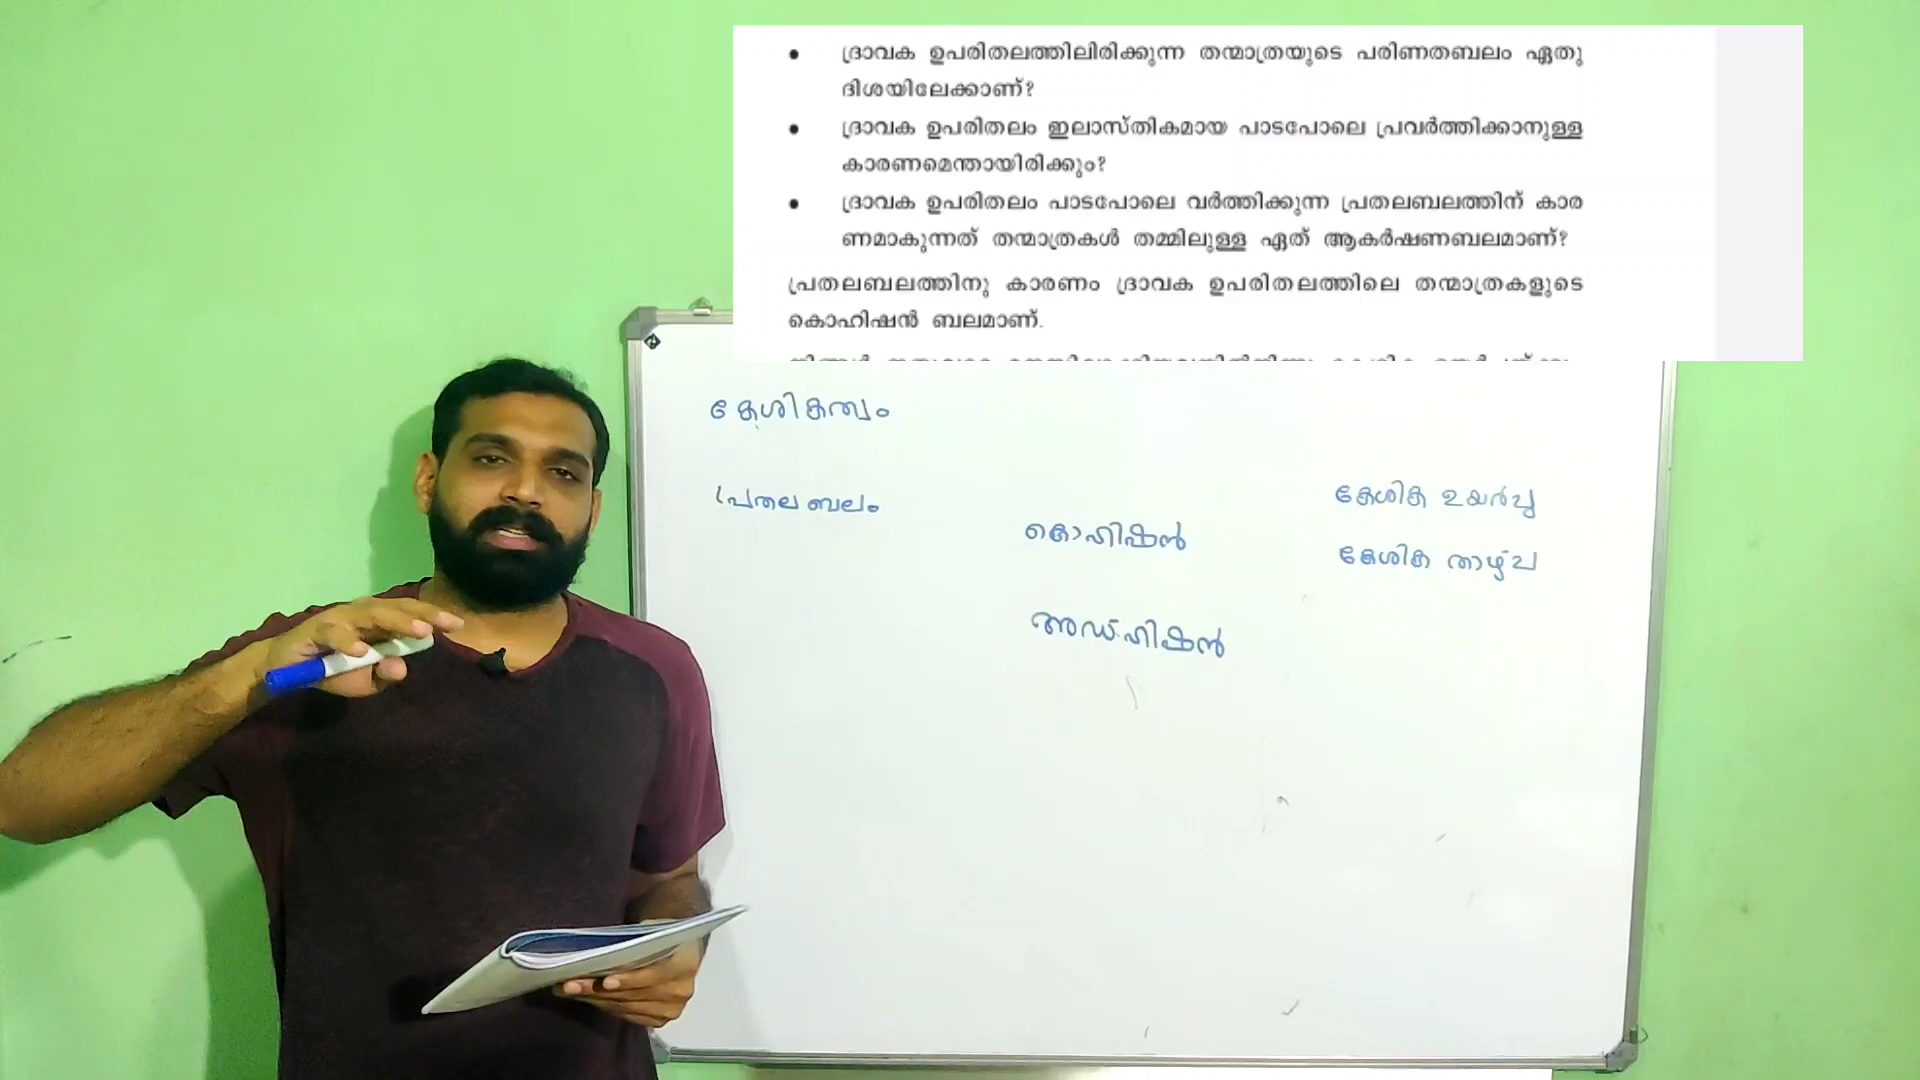 • ദ്രാവക ഉപരിതലത്തിലിരിക്കുന്ന തന്മാത്രയുടെ പരിണതബലം ഏതു
ദിശയിലേക്കാണ്?
• ദ്രാവക ഉപരിതലം ഇലാസ്തികമായ പാടപോലെ പ്രവർത്തിക്കാനുള്ള
കാരണമെന്തായിരിക്കും?
• ദ്രാവക ഉപരിതലം പാടപോലെ വർത്തിക്കുന്ന പ്രതലബലത്തിന് കാര
ണമാകുന്നത് തന്മാത്രകൾ തമ്മിലുള്ള ഏത് ആകർഷണബലമാണ്?
പ്രതലബലത്തിനു കാരണം ദ്രാവക ഉപരിതലത്തിലെ തന്മാത്രകളുടെ
കൊഹിഷൻ ബലമാണ്.
കേശികത്വം
പ്രതലബലം
കൊഹിഷൻ
അഡ്ഹിഷൻ
കേശിക ഉയർച്ച
കേശിക താഴ്ച